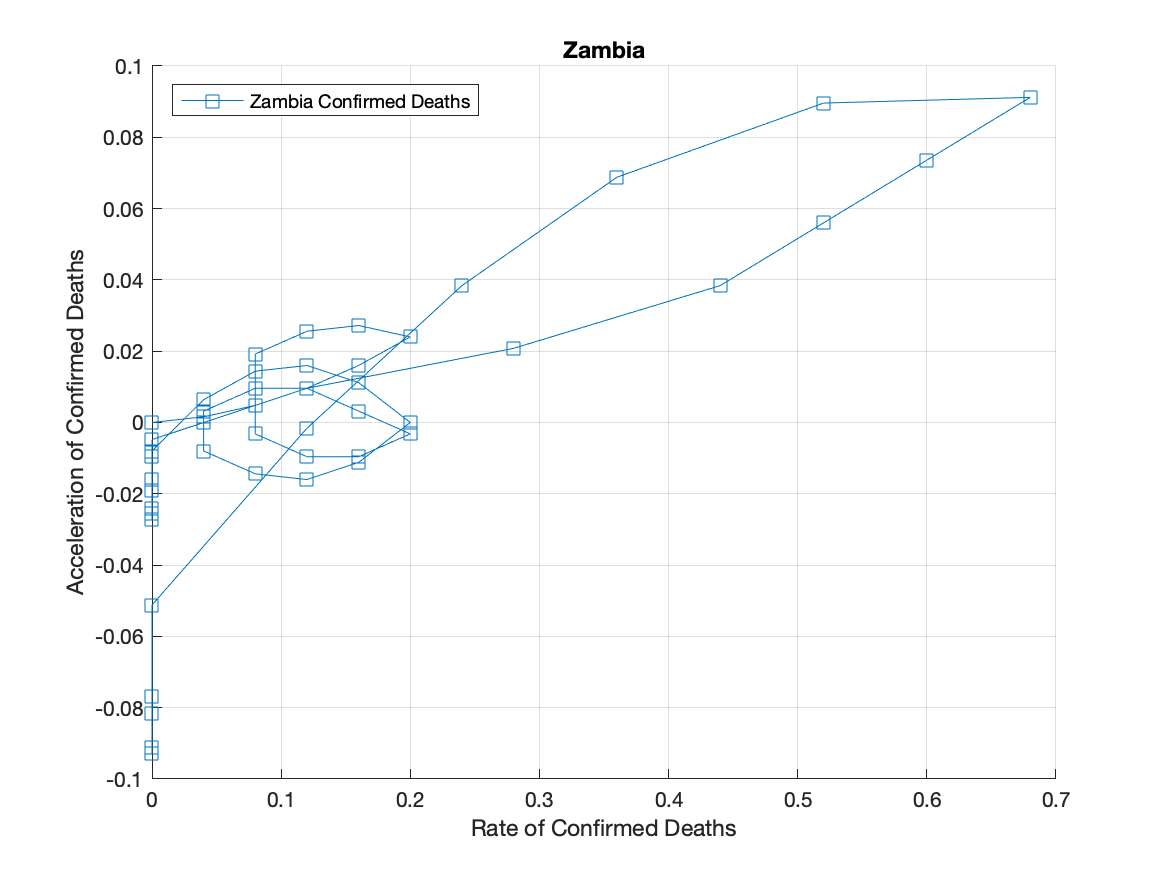 Zambia
Zambia Confirmed Deaths
Acceleration of Confirmed Deaths
0.1
0.08
0.06
0.04
0.02
0
-0.02
-0.04
-0.06
-0.08
-0.1
0 0.1 0.2 0.3 0.4 0.5 0.6 0.7
Rate of Confirmed Deaths